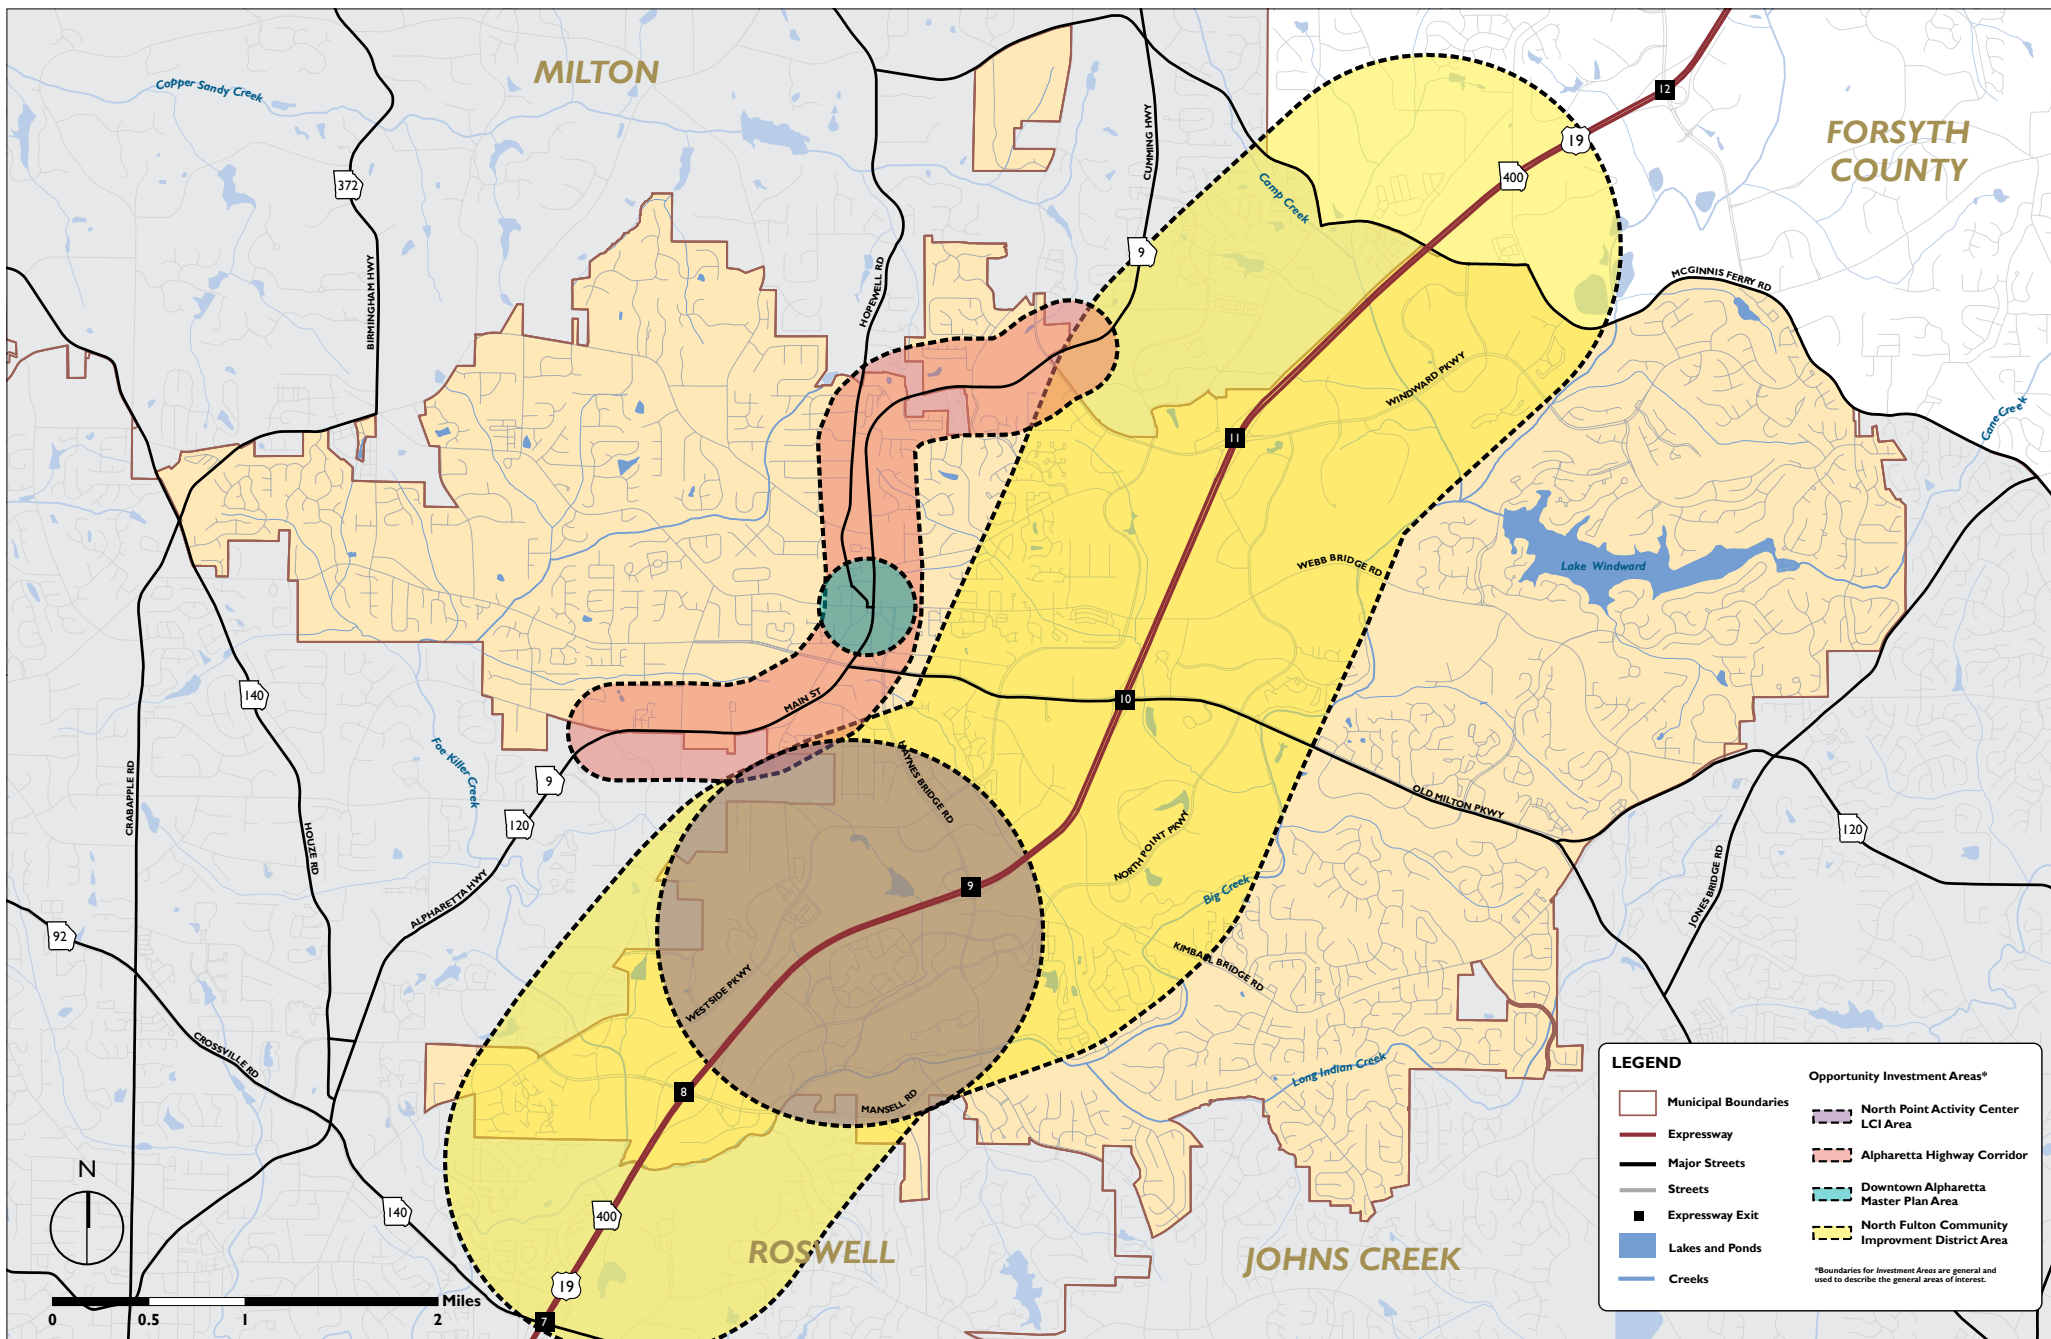 MILTON
FORSYTH
COUNTY
ROSWELL
JOHNS CREEK
Copper Sandy Creek
Camp Creek
Cane Creek
Foe Killer Creek
Big Creek
Long Indian Creek
Lake Windward
372
BIRMINGHAM HWY
HOPEWELL RD
CUMMING HWY
9
12
19
400
MCGINNIS FERRY RD
WINDWARD PKWY
11
WEBB BRIDGE RD
10
MAIN ST
140
9
120
CRABAPPLE RD
HOUZE RD
ALPHARETTA HWY
HAYNES BRIDGE RD
NORTH POINT PKWY
OLD MILTON PKWY
120
JONES BRIDGE RD
9
92
CROSSVILLE RD
WESTSIDE PKWY
KIMBALL BRIDGE RD
8
MANSELL RD
140
400
19
7
N
Miles
0 0.5 1 2
LEGEND
Municipal Boundaries
Expressway
Major Streets
Streets
Expressway Exit
Lakes and Ponds
Creeks
Opportunity Investment Areas*
North Point Activity Center
LCI Area
Alpharetta Highway Corridor
Downtown Alpharetta
Master Plan Area
North Fulton Community
Improvment District Area
*Boundaries for Investment Areas are general and
used to describe the general areas of interest.